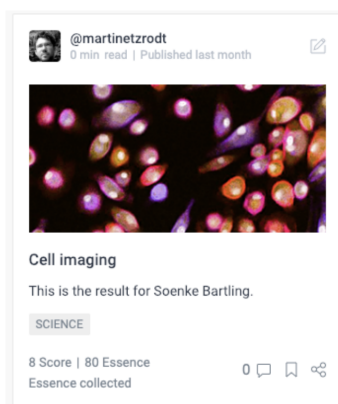 @martinetzrodt
0 min read | Published last month
Cell imaging
This is the result for Soenke Bartling.
SCIENCE
8 Score | 80 Essence
0
Essence collected